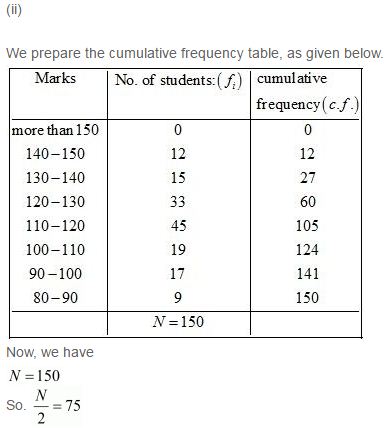 (ii)
We prepare the cumulative frequency table, as given below.
Marks No. of students:(f_i) cumulative
frequency(c.f.)
more than 150 0 0
140–150 12 12
130–140 15 27
120–130 33 60
110–120 45 105
100–110 19 124
90–100 17 141
80–90 9 150
N=150
Now, we have
N=150
So. N/2=75